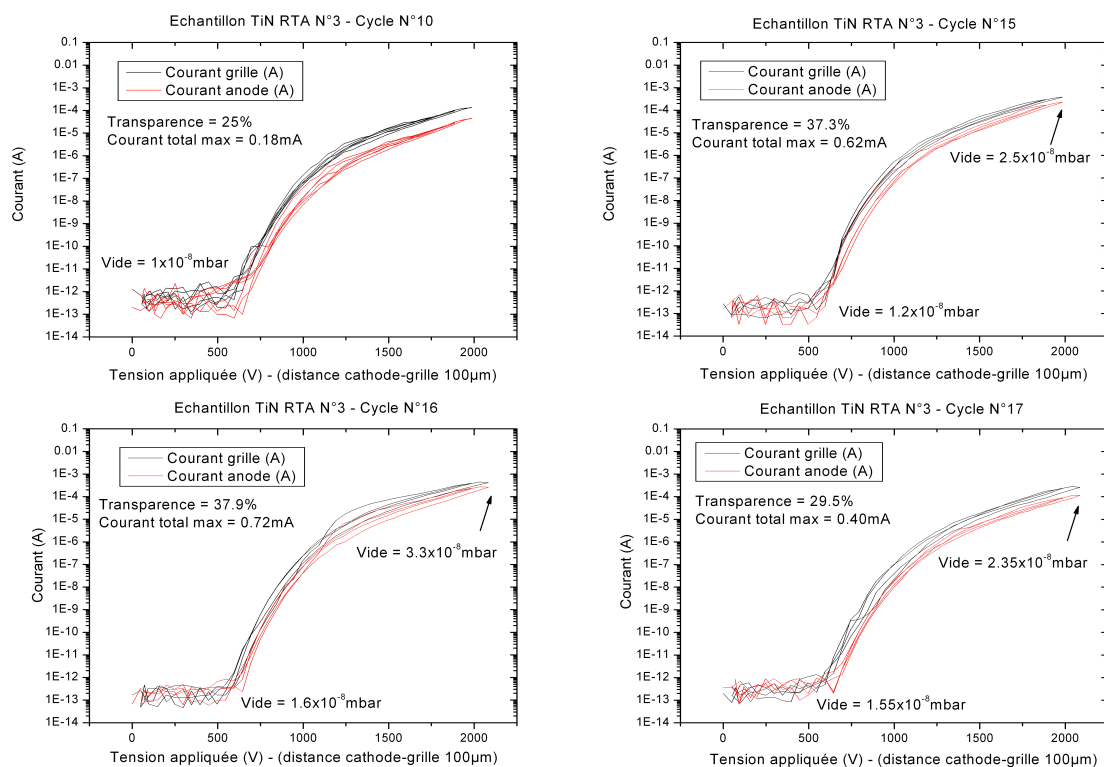 Echantillon TiN RTA N°3 - Cycle N°10
0.1
0.01
1E-3
1E-4
1E-5
1E-6
1E-7
1E-8
1E-9
1E-10
1E-11
1E-12
1E-13
1E-14
Courant (A)
Courant grille (A)
Courant anode (A)
Transparence = 25%
Courant total max = 0.18mA
Vide = 1x10⁻⁸mbar
0 500 1000 1500 2000
Tension appliquée (V) - (distance cathode-grille 100µm)
Echantillon TiN RTA N°3 - Cycle N°15
0.1
0.01
1E-3
1E-4
1E-5
1E-6
1E-7
1E-8
1E-9
1E-10
1E-11
1E-12
1E-13
1E-14
Courant (A)
Courant grille (A)
Courant anode (A)
Transparence = 37.3%
Courant total max = 0.62mA
Vide = 2.5x10⁻⁸mbar
Vide = 1.2x10⁻⁸mbar
0 500 1000 1500 2000
Tension appliquée (V) - (distance cathode-grille 100µm)
Echantillon TiN RTA N°3 - Cycle N°16
0.1
0.01
1E-3
1E-4
1E-5
1E-6
1E-7
1E-8
1E-9
1E-10
1E-11
1E-12
1E-13
1E-14
Courant (A)
Courant grille (A)
Courant anode (A)
Transparence = 37.9%
Courant total max = 0.72mA
Vide = 3.3x10⁻⁸mbar
Vide = 1.6x10⁻⁸mbar
0 500 1000 1500 2000
Tension appliquée (V) - (distance cathode-grille 100µm)
Echantillon TiN RTA N°3 - Cycle N°17
0.1
0.01
1E-3
1E-4
1E-5
1E-6
1E-7
1E-8
1E-9
1E-10
1E-11
1E-12
1E-13
1E-14
Courant (A)
Courant grille (A)
Courant anode (A)
Transparence = 29.5%
Courant total max = 0.40mA
Vide = 2.35x10⁻⁸mbar
Vide = 1.55x10⁻⁸mbar
0 500 1000 1500 2000
Tension appliquée (V) - (distance cathode-grille 100µm)